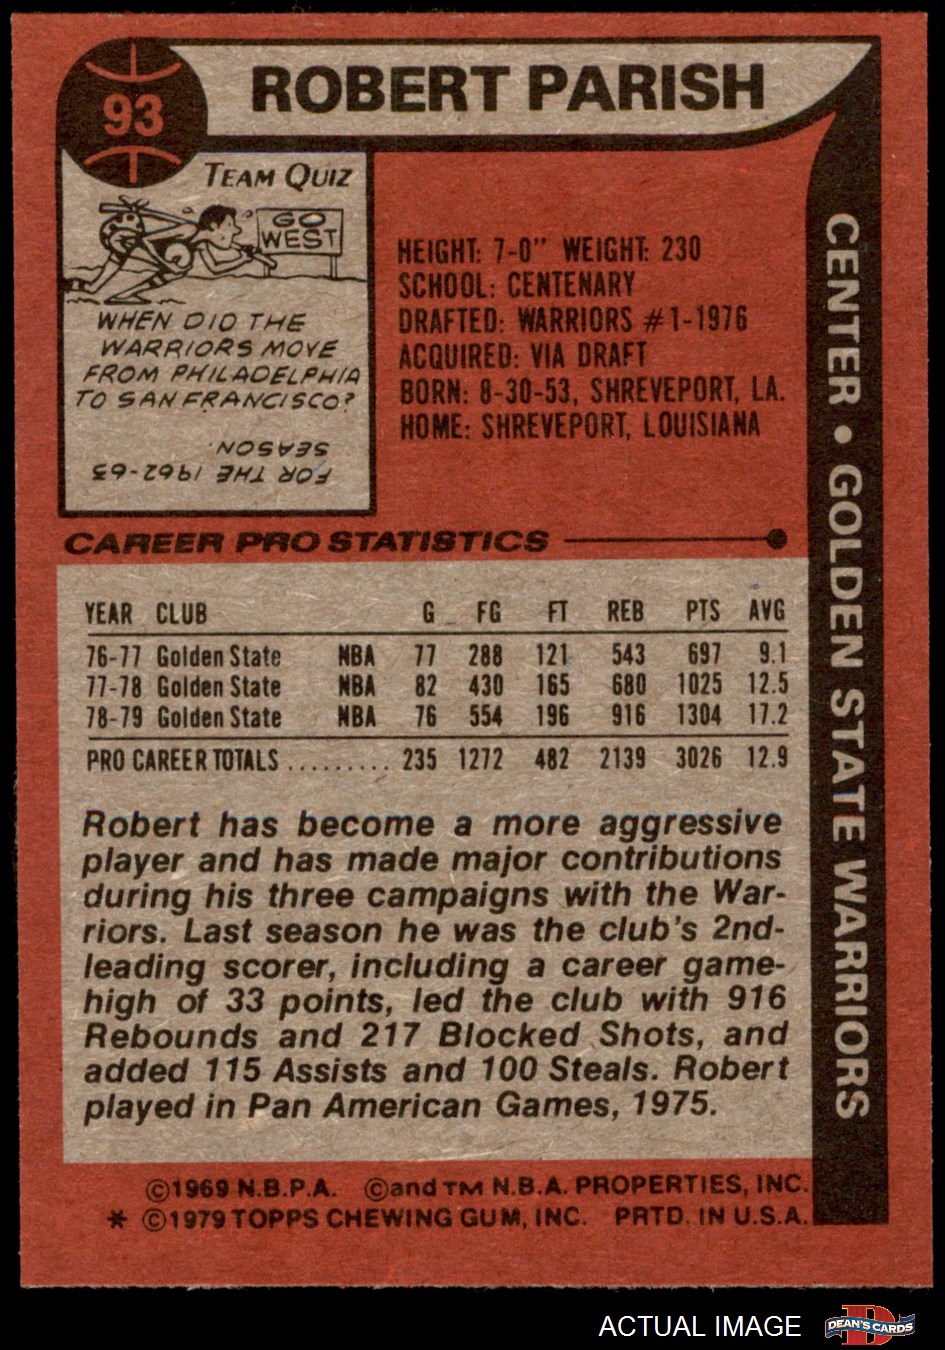 93
ROBERT PARISH
TEAM QUIZ
GO
WEST
WHEN DID THE
WARRIORS MOVE
FROM PHILADELPHIA
TO SAN FRANCISCO?
FOR THE 1962-63
SEASON.
HEIGHT: 7-0" WEIGHT: 230
SCHOOL: CENTENARY
DRAFTED: WARRIORS #1-1976
ACQUIRED: VIA DRAFT
BORN: 8-30-53, SHREVEPORT, LA.
HOME: SHREVEPORT, LOUISIANA
CENTER • GOLDEN STATE WARRIORS
CAREER PRO STATISTICS
YEAR CLUB G FG FT REB PTS AVG
76-77 Golden State NBA 77 288 121 543 697 9.1
77-78 Golden State NBA 82 430 165 680 1025 12.5
78-79 Golden State NBA 76 554 196 916 1304 17.2
PRO CAREER TOTALS ......... 235 1272 482 2139 3026 12.9
Robert has become a more aggressive
player and has made major contributions
during his three campaigns with the War-
riors. Last season he was the club's 2nd-
leading scorer, including a career game-
high of 33 points, led the club with 916
Rebounds and 217 Blocked Shots, and
added 115 Assists and 100 Steals. Robert
played in Pan American Games, 1975.
©1969 N.B.P.A. ©and TM N.B.A. PROPERTIES, INC.
* ©1979 TOPPS CHEWING GUM, INC. PRTD. IN U.S.A.
ACTUAL IMAGE
DEAN'S CARDS